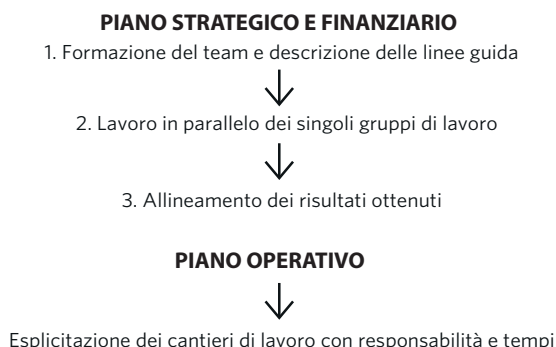 PIANO STRATEGICO E FINANZIARIO
1. Formazione del team e descrizione delle linee guida
2. Lavoro in parallelo dei singoli gruppi di lavoro
3. Allineamento dei risultati ottenuti
PIANO OPERATIVO
Esplicitazione dei cantieri di lavoro con responsabilità e tempi